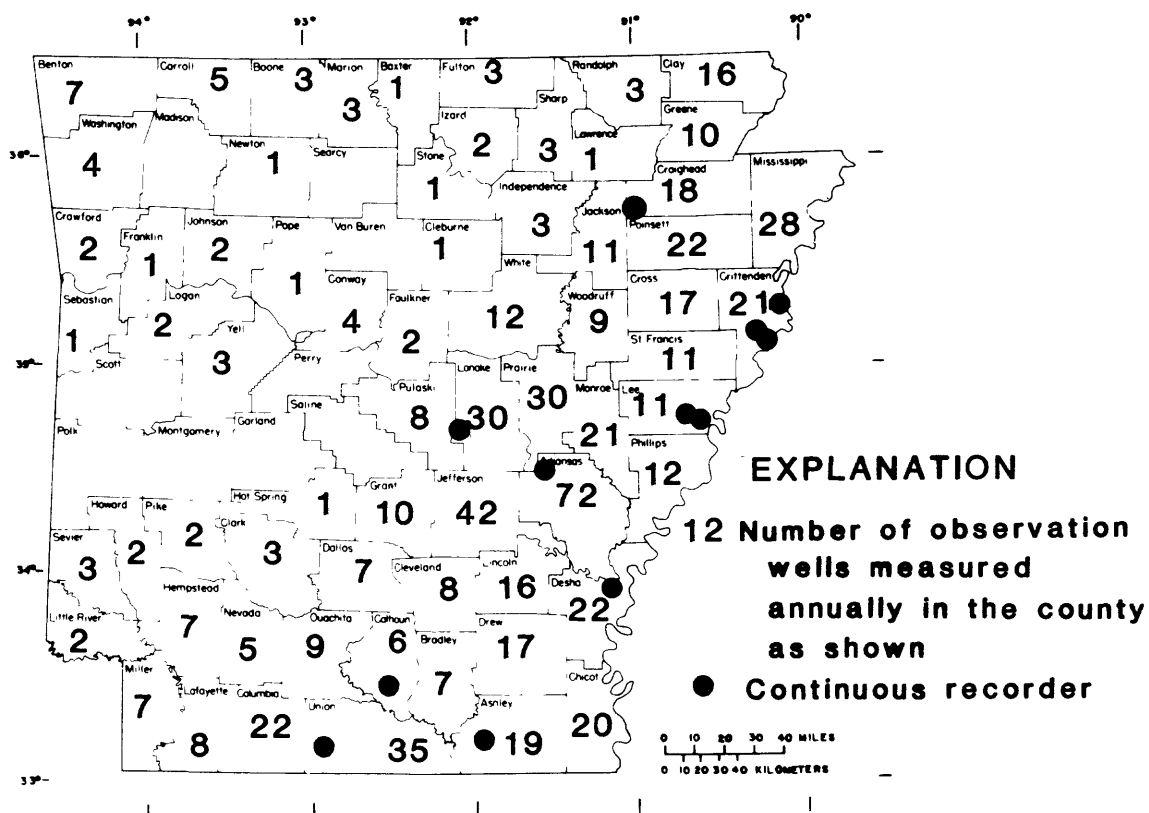 94° 93° 92° 91° 90°
Benton Carroll Boone Marion Baxter Fulton Randolph Clay
7 5 3 3 1 3 3 16
Sharp
Washington Madison Izard Greene
4 2 3 10
Newton Searcy Stone Lawrence
1 1 1
36°
Craighead Mississippi
18 28
Independence
3
Crawford Franklin Johnson Pope Van Buren Cleburne Jackson Poinsett
2 1 2 1 1 11 22
White Cross Crittenden
12 17 21
Sebastian Logan Conway Faulkner Woodruff
1 2 4 2 9
Yell St Francis
3 11
35°
Scott Perry Lonoke Prairie Monroe Lee
30 30 21 11
Pulaski
8
Saline
Polk Montgomery Garland Phillips
12
Arkansas
72
Hot Spring Grant Jefferson
1 10 42
Howard Pike Clark
2 2 3
Sevier
3
34°
Dallas Cleveland Lincoln Desha
7 8 16 22
Hempstead
7
Little River Nevada Ouachita Calhoun Bradley Drew
2 5 9 6 7 17
Miller Lafayette Columbia Union Ashley Chicot
7 8 22 35 19 20
33°
EXPLANATION
12 Number of observation
wells measured
annually in the county
as shown
Continuous recorder
0 10 20 30 40 MILES
0 10 20 30 40 KILOMETERS